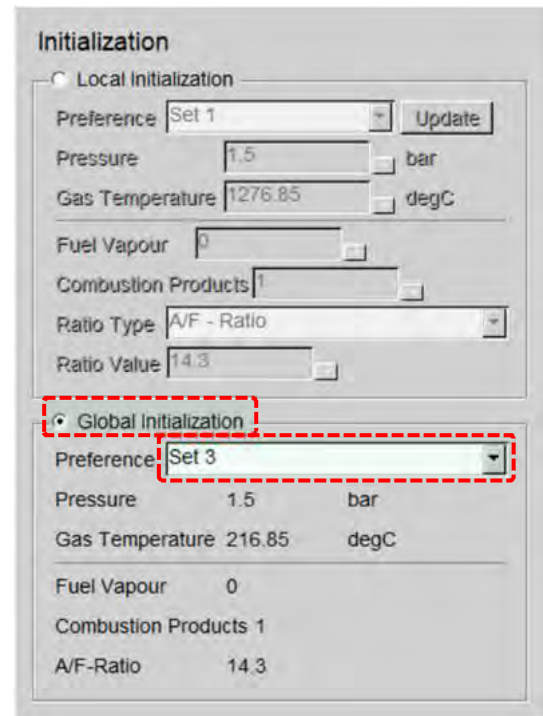 Initialization
Local Initialization
Preference Set 1 Update
Pressure 1.5 bar
Gas Temperature 1276.85 degC
Fuel Vapour 0
Combustion Products 1
Ratio Type A/F - Ratio
Ratio Value 14.3
Global Initialization
Preference Set 3
Pressure 1.5 bar
Gas Temperature 216.85 degC
Fuel Vapour 0
Combustion Products 1
A/F-Ratio 14.3